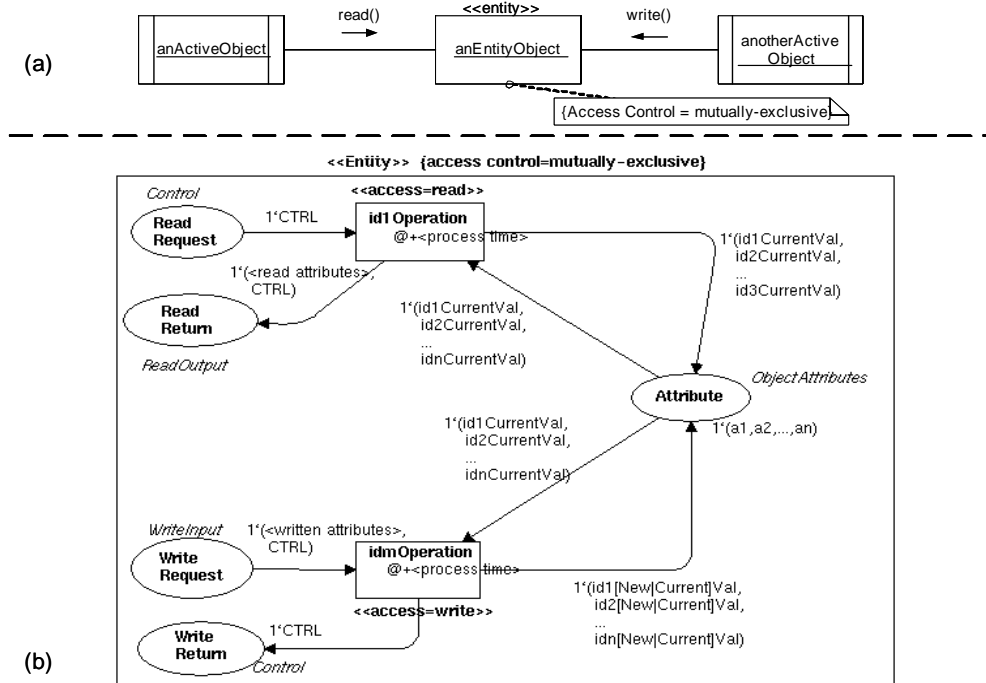 <<entity>>
read()
write()
(a)
anActiveObject
anEntityObject
anotherActive
Object
{Access Control = mutually-exclusive}
<<Entity>> {access control=mutually-exclusive}
Control
<<access=read>>
Read
Request
1‘CTRL
id1Operation
@+<process time>
1‘(id1CurrentVal,
id2CurrentVal,
...
id3CurrentVal)
1‘(<read attributes>,
CTRL)
Read
Return
ReadOutput
1‘(id1CurrentVal,
id2CurrentVal,
...
idnCurrentVal)
ObjectAttributes
Attribute
1‘(a1,a2,...,an)
1‘(id1CurrentVal,
id2CurrentVal,
...
idnCurrentVal)
WriteInput
1‘(<written attributes>,
CTRL)
Write
Request
idmOperation
@+<process time>
<<access=write>>
1‘(id1[New|Current]Val,
id2[New|Current]Val,
...
idn[New|Current]Val)
1‘CTRL
Write
Return
Control
(b)